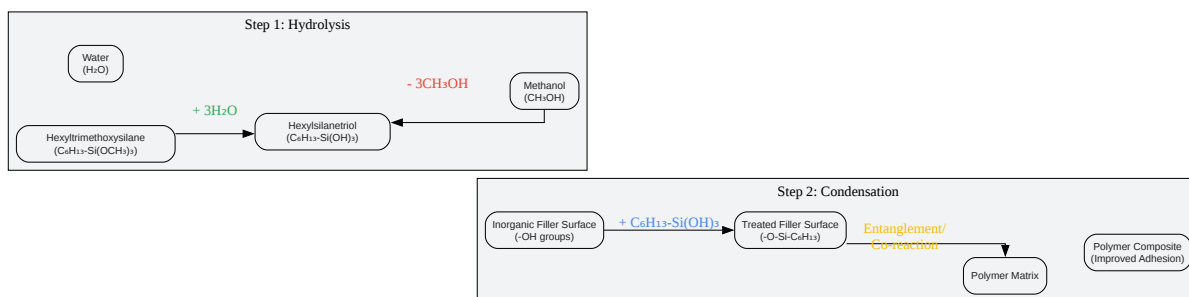 Step 1: Hydrolysis
Water
(H₂O)
- 3CH₃OH
Methanol
(CH₃OH)
+ 3H₂O
Hexylsilanetriol
(C₆H₁₃-Si(OH)₃)
Hexyltrimethoxysilane
(C₆H₁₃-Si(OCH₃)₃)
Step 2: Condensation
Inorganic Filler Surface
(-OH groups)
+ C₆H₁₃-Si(OH)₃
Treated Filler Surface
(-O-Si-C₆H₁₃)
Entanglement/
Co-reaction
Polymer Matrix
Polymer Composite
(Improved Adhesion)